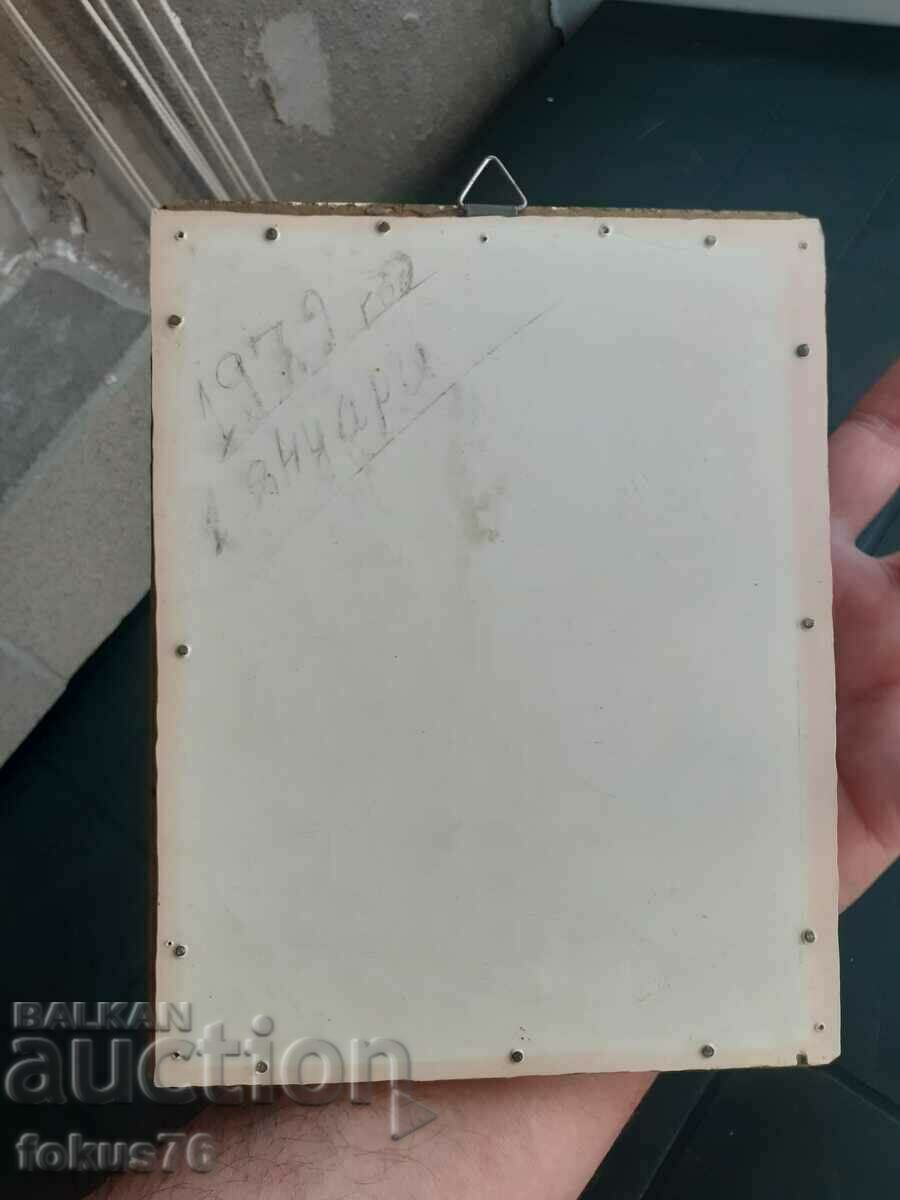 1979 год
1 януари
BALKAN
auction
fokus76